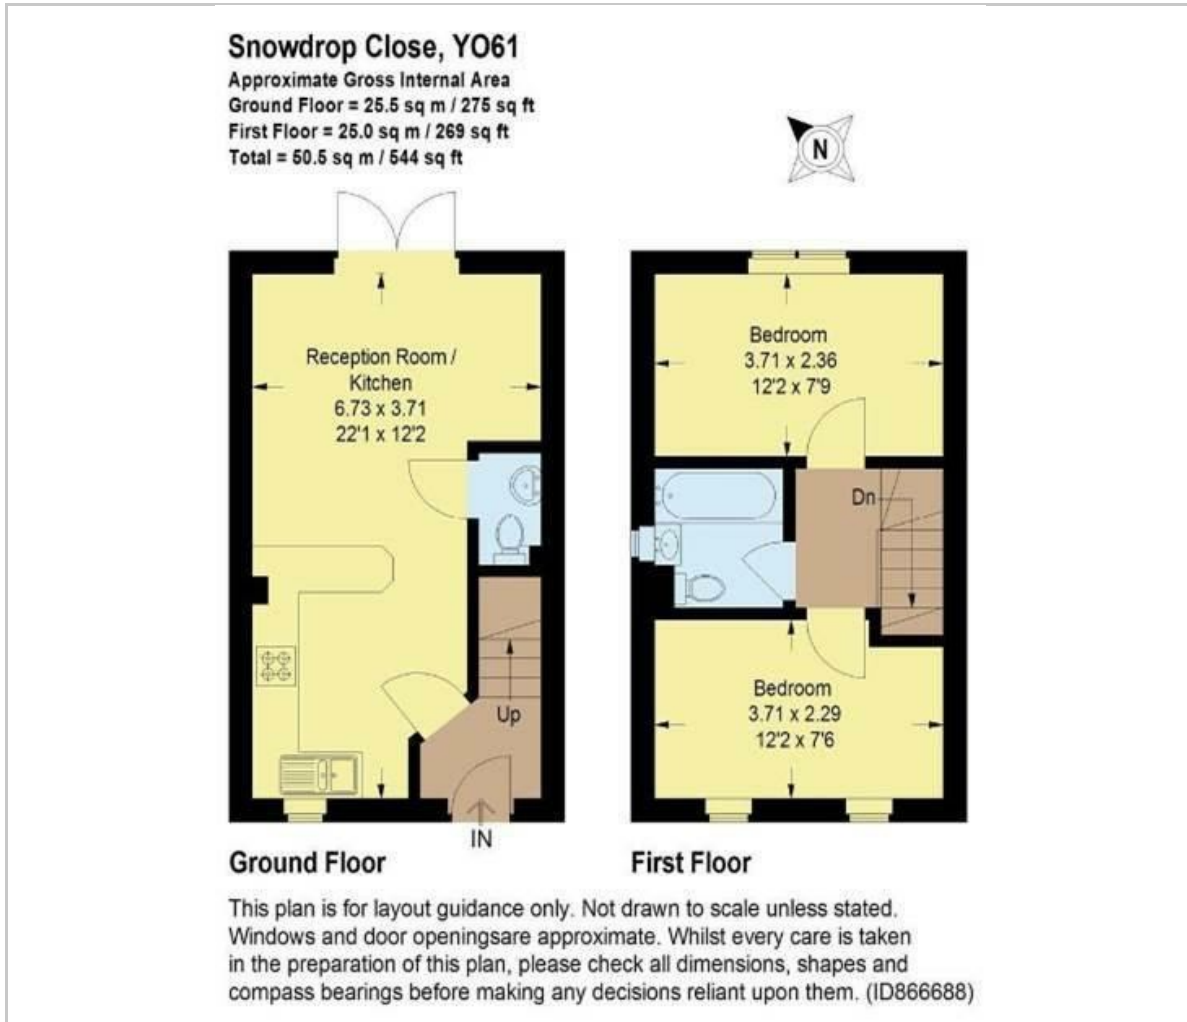 Snowdrop Close, YO61
Approximate Gross Internal Area
Ground Floor = 25.5 sq m / 275 sq ft
First Floor = 25.0 sq m / 269 sq ft
Total = 50.5 sq m / 544 sq ft
N
Reception Room /
Kitchen
6.73 x 3.71
22'1 x 12'2
Up
IN
Bedroom
3.71 x 2.36
12'2 x 7'9
Dn
Bedroom
3.71 x 2.29
12'2 x 7'6
Ground Floor
First Floor
This plan is for layout guidance only. Not drawn to scale unless stated.
Windows and door openingsare approximate. Whilst every care is taken
in the preparation of this plan, please check all dimensions, shapes and
compass bearings before making any decisions reliant upon them. (ID866688)